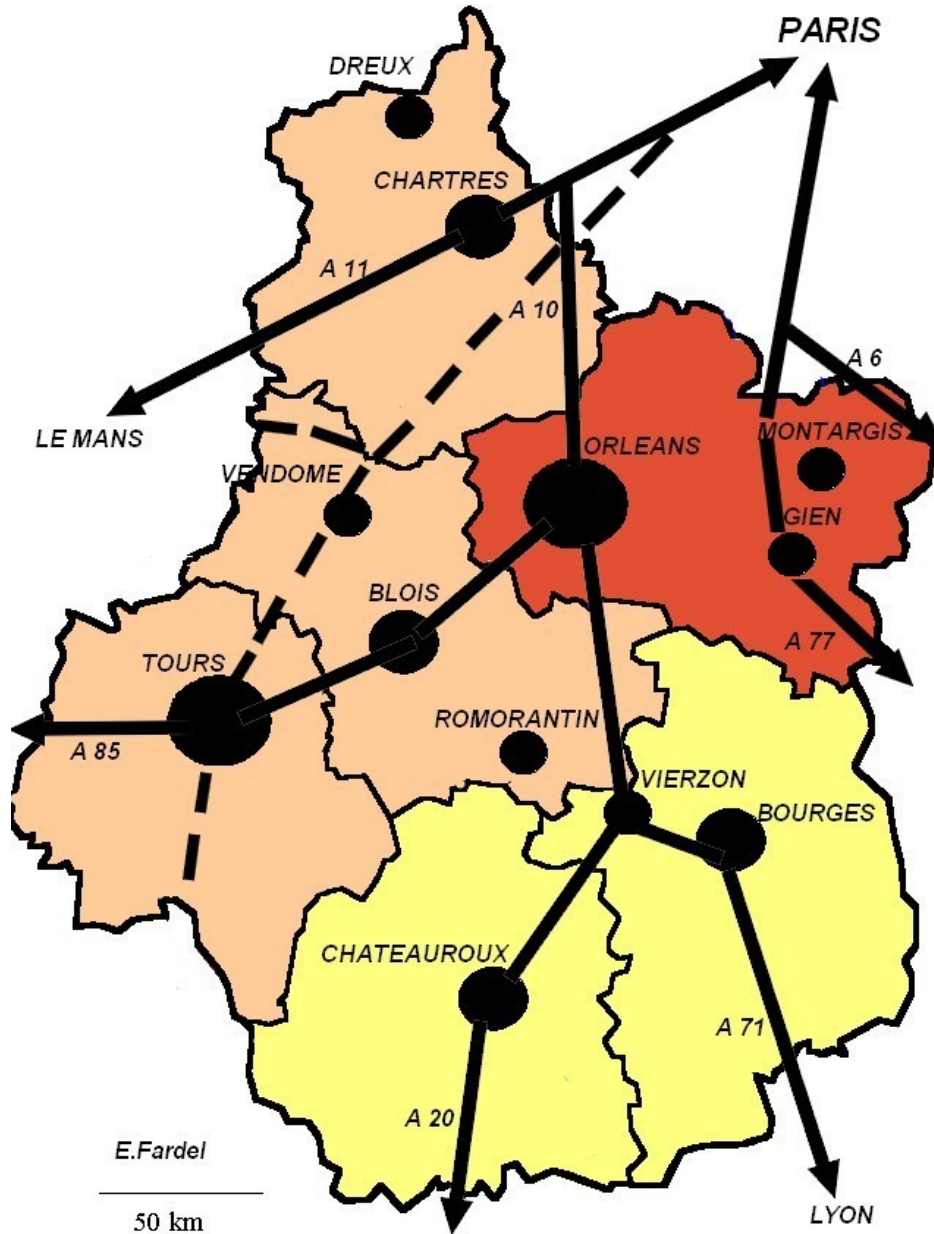 PARIS
DREUX
CHARTRES
A 11
A 10
A 6
LE MANS
MONTARGIS
ORLEANS
VENDOME
GIEN
BLOIS
A 77
TOURS
ROMORANTIN
A 85
VIERZON
BOURGES
CHATEAUROUX
A 71
A 20
E.Fardel
50 km
LYON